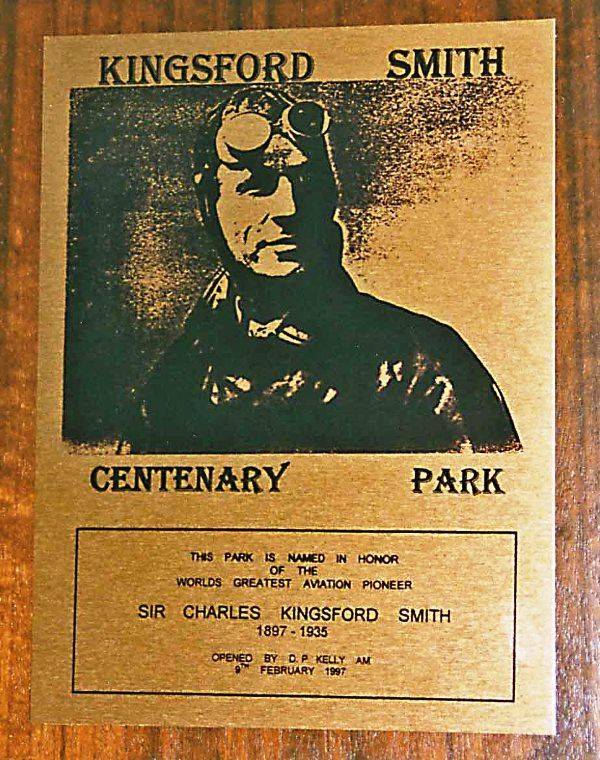 KINGSFORD SMITH
CENTENARY PARK
THIS PARK IS NAMED IN HONOR
OF THE
WORLDS GREATEST AVIATION PIONEER
SIR CHARLES KINGSFORD SMITH
1897 - 1935
OPENED BY D.P. KELLY AM
9TH FEBRUARY 1997